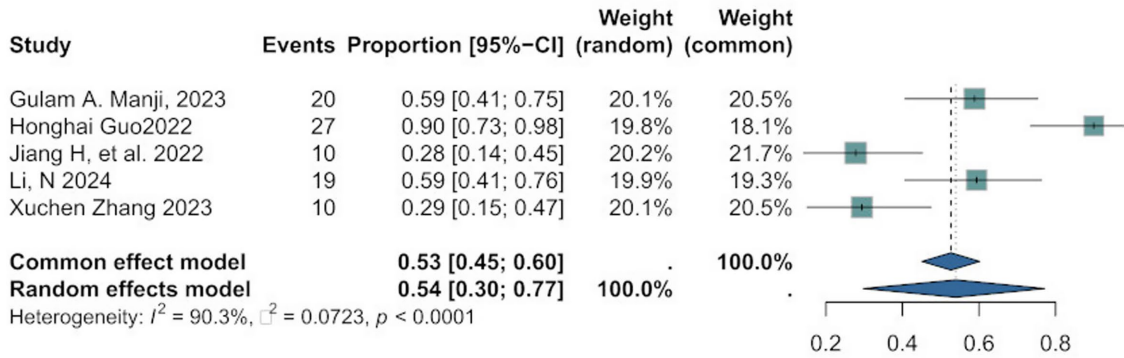 Weight Weight
Study Events Proportion [95%−CI] (random) (common)
Gulam A. Manji, 2023 20 0.59 [0.41; 0.75] 20.1% 20.5%
Honghai Guo2022 27 0.90 [0.73; 0.98] 19.8% 18.1%
Jiang H, et al. 2022 10 0.28 [0.14; 0.45] 20.2% 21.7%
Li, N 2024 19 0.59 [0.41; 0.76] 19.9% 19.3%
Xuchen Zhang 2023 10 0.29 [0.15; 0.47] 20.1% 20.5%
Common effect model 0.53 [0.45; 0.60] . 100.0%
Random effects model 0.54 [0.30; 0.77] 100.0% .
Heterogeneity: I² = 90.3%, □² = 0.0723, p < 0.0001
0.2 0.4 0.6 0.8